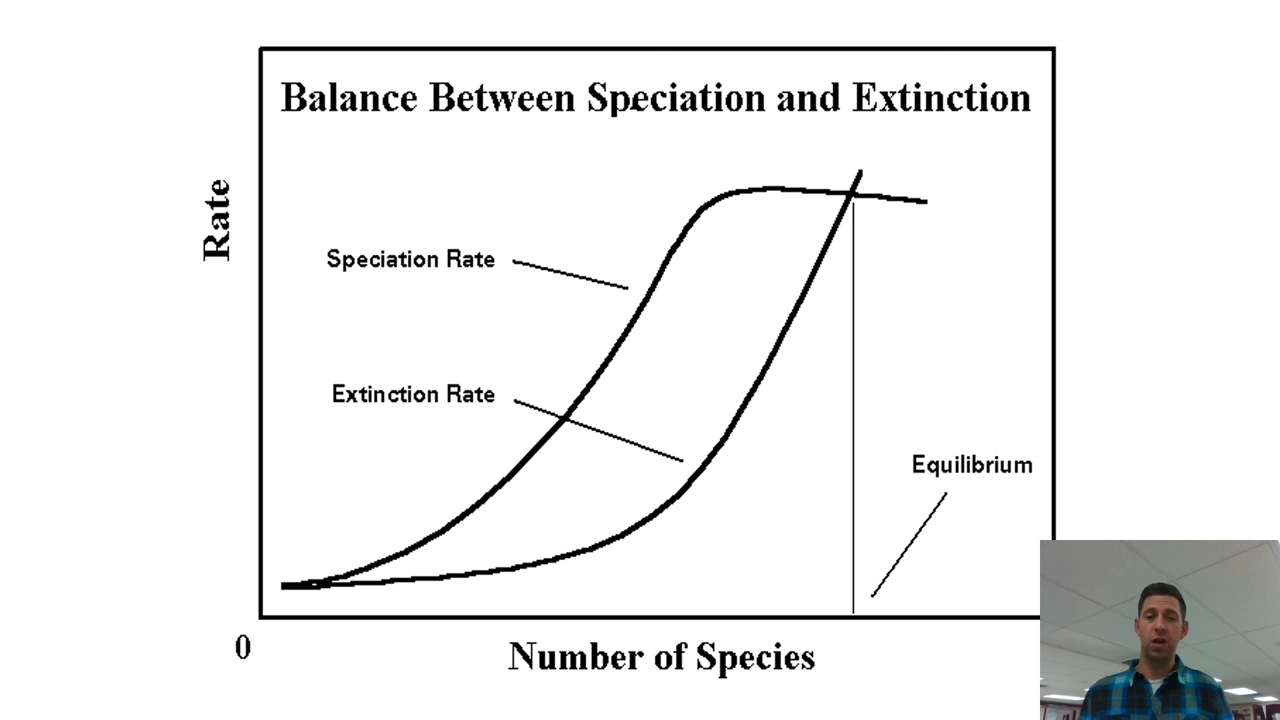 Balance Between Speciation and Extinction
Rate
Speciation Rate
Extinction Rate
Equilibrium
0
Number of Species